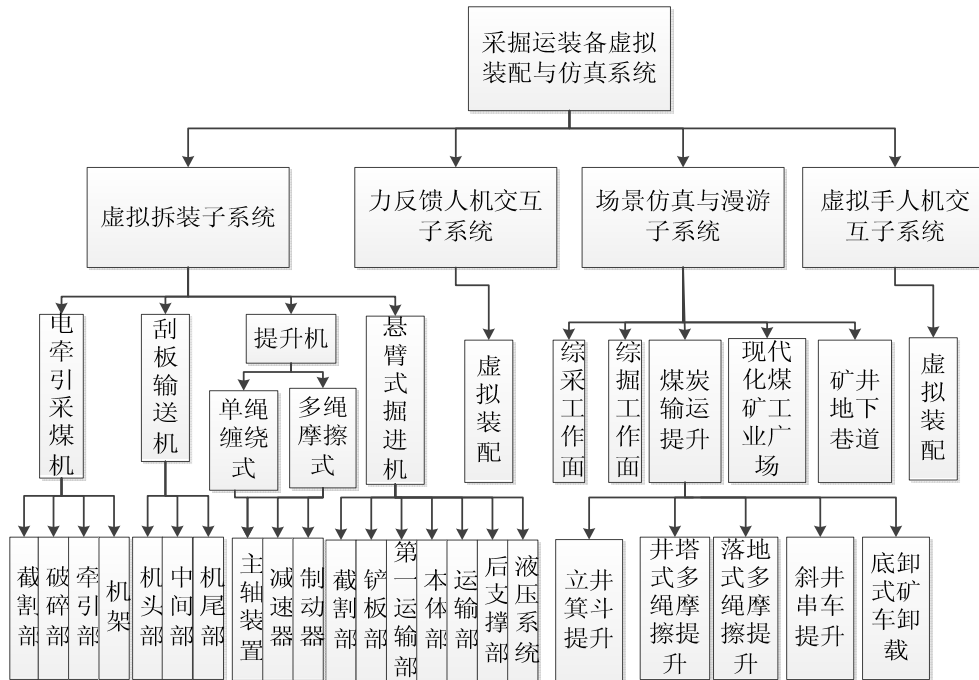 采掘运装备虚拟
装配与仿真系统
虚拟拆装子系统
力反馈人机交互
子系统
场景仿真与漫游
子系统
虚拟手人机交
互子系统
电牵引采煤机
刮板输送机
提升机
悬臂式掘进机
虚拟装配
综采工作面
综掘工作面
煤炭
输运
提升
现代
化煤
矿工
业广
场
矿井
地下
巷道
虚拟装配
单绳
缠绕
式
多绳
摩擦
式
截割部
破碎部
牵引部
机架
机头部
中间部
机尾部
主轴装置
减速器
制动器
截割部
铲板部
第一运输部
本体部
运输部
后支撑部
液压系统
立井
箕斗
提升
井塔
式多
绳摩
擦提
升
落地
式多
绳摩
擦提
升
斜井
串车
提升
底卸
式矿
车卸
载